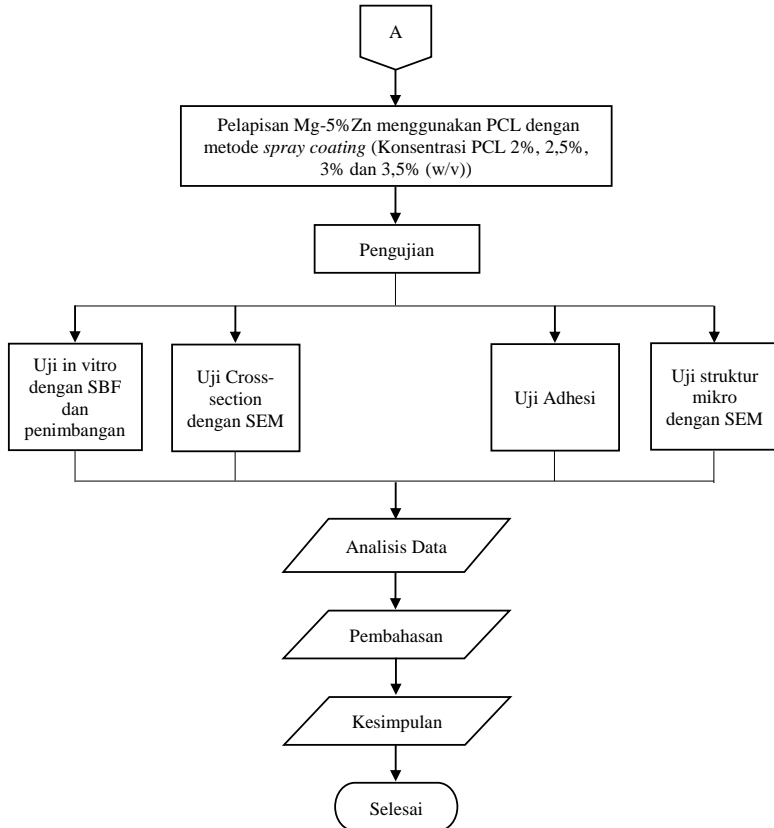 A
Pelapisan Mg-5%Zn menggunakan PCL dengan
metode spray coating (Konsentrasi PCL 2%, 2,5%,
3% dan 3,5% (w/v))
Pengujian
Uji in vitro
dengan SBF
dan
penimbangan
Uji Cross-
section
dengan SEM
Uji Adhesi
Uji struktur
mikro
dengan SEM
Analisis Data
Pembahasan
Kesimpulan
Selesai